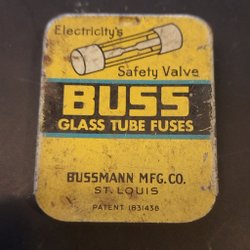 Electricity's
Safety Valve
BUSS
GLASS TUBE FUSES
BUSSMANN MFG. CO.
ST. LOUIS
PATENT 1831438